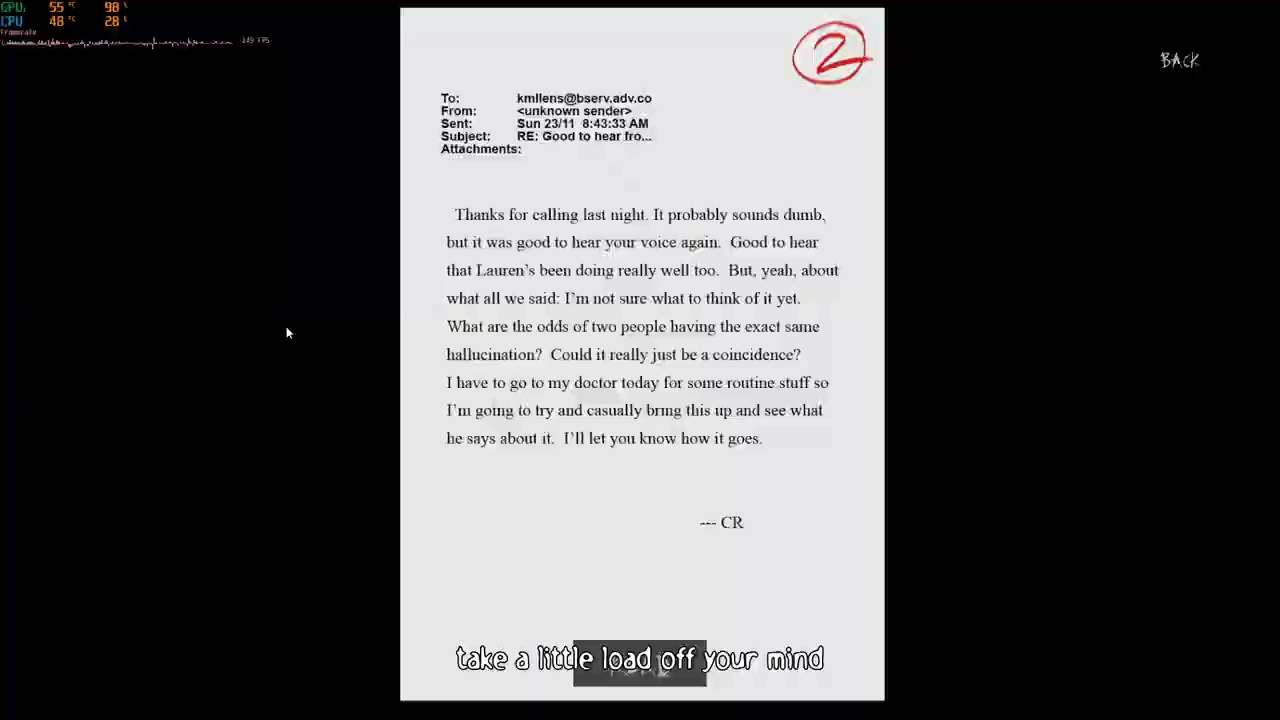 GPU: 55 °C 98 %
CPU 48 °C 28 %
Framerate
BACK
2
To: kmllens@bserv.adv.co
From: <unknown sender>
Sent: Sun 23/11 8:43:33 AM
Subject: RE: Good to hear fro...
Attachments:
Thanks for calling last night. It probably sounds dumb,
but it was good to hear your voice again. Good to hear
that Lauren's been doing really well too. But, yeah, about
what all we said: I'm not sure what to think of it yet.
What are the odds of two people having the exact same
hallucination? Could it really just be a coincidence?
I have to go to my doctor today for some routine stuff so
I'm going to try and casually bring this up and see what
he says about it. I'll let you know how it goes.
--- CR
take a little load off your mind